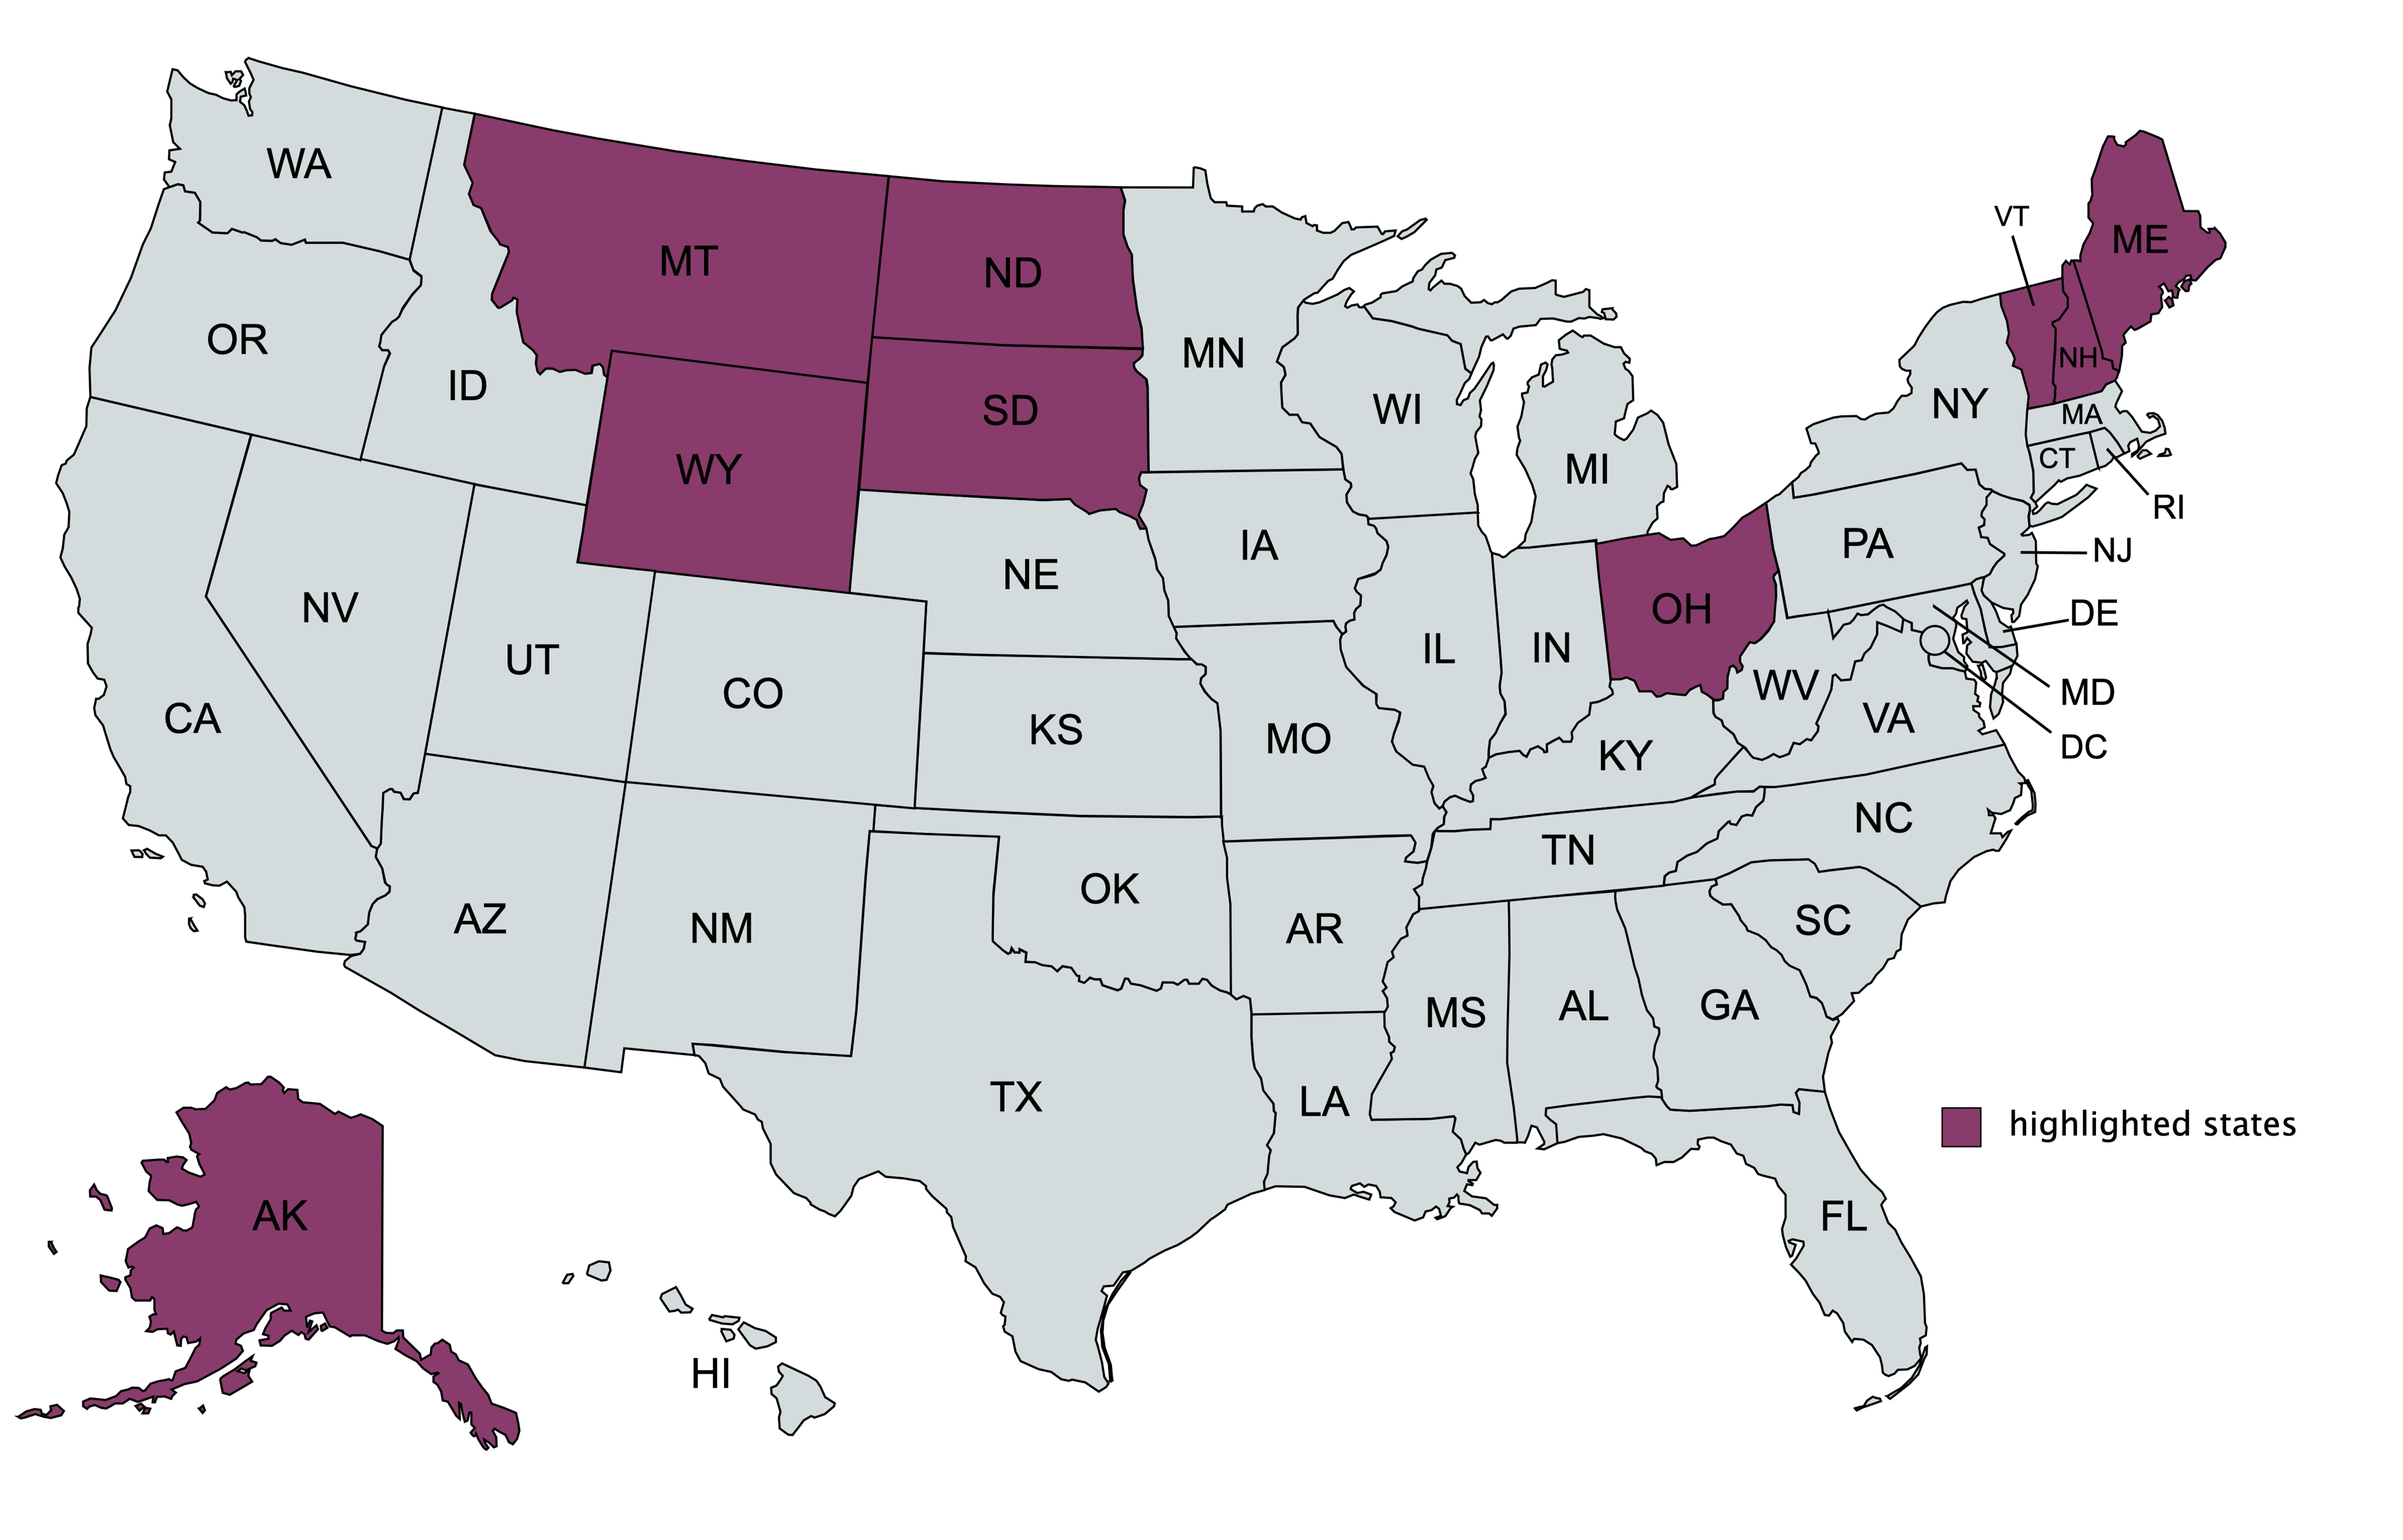 WA
MT
ND
VT
ME
OR
ID
MN
NH
SD
WY
WI
NY
MA
MI
CT
RI
NE
IA
PA
NJ
NV
OH
DE
UT
IL
IN
CO
WV
MD
CA
KS
MO
VA
KY
DC
NC
TN
OK
AZ
NM
AR
SC
MS
AL
GA
TX
LA
highlighted states
AK
FL
HI